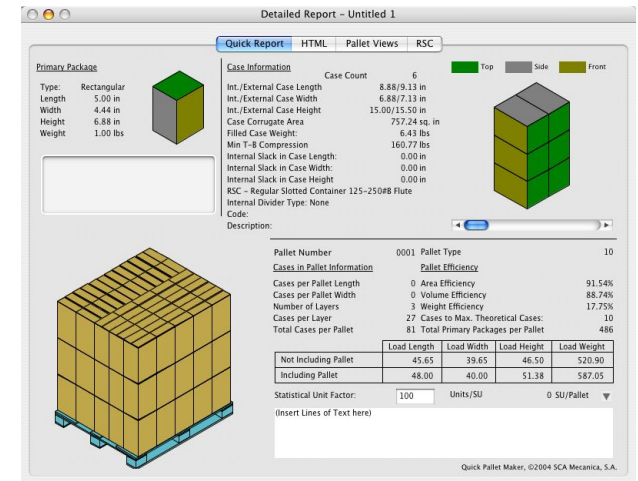 Detailed Report – Untitled 1
Quick Report HTML Pallet Views RSC
Primary Package
Type: Rectangular
Length 5.00 in
Width 4.44 in
Height 6.88 in
Weight 1.00 lbs
Case Information
Case Count 6
Int./External Case Length 8.88/9.13 in
Int./External Case Width 6.88/7.13 in
Int./External Case Height 15.00/15.50 in
Case Corrugate Area 757.24 sq. in
Filled Case Weight: 6.43 lbs
Min T-B Compression 160.77 lbs
Internal Slack in Case Length: 0.00 in
Internal Slack in Case Width: 0.00 in
Internal Slack in Case Height 0.00 in
RSC – Regular Slotted Container 125-250#B Flute
Internal Divider Type: None
Code:
Description:
Top Side Front
Pallet Number 0001 Pallet Type 10
Cases in Pallet Information Pallet Efficiency
Cases per Pallet Length 0 Area Efficiency 91.54%
Cases per Pallet Width 0 Volume Efficiency 88.74%
Number of Layers 3 Weight Efficiency 17.75%
Cases per Layer 27 Cases to Max. Theoretical Cases: 10
Total Cases per Pallet 81 Total Primary Packages per Pallet 486
Load Length Load Width Load Height Load Weight
Not Including Pallet 45.65 39.65 46.50 520.90
Including Pallet 48.00 40.00 51.38 587.05
Statistical Unit Factor: 100 Units/SU 0 SU/Pallet
(Insert Lines of Text here)
Quick Pallet Maker, ©2004 SCA Mecanica, S.A.